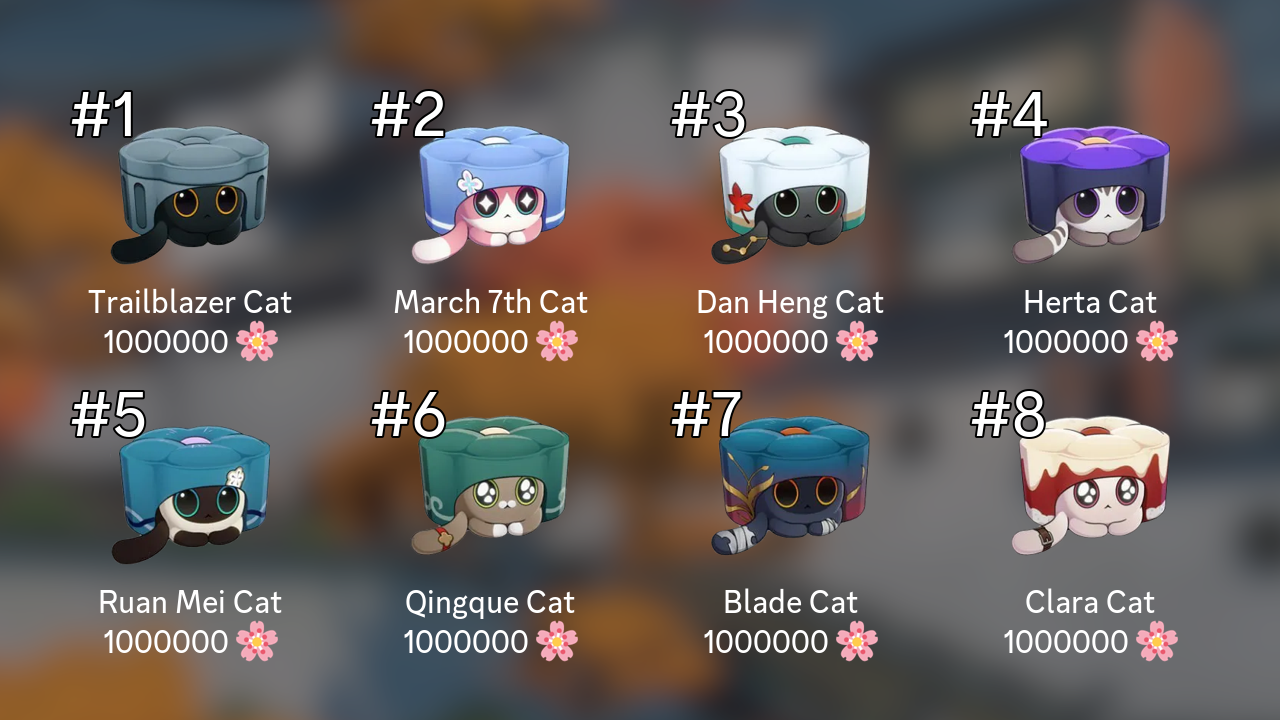 #1 #2 #3 #4
Trailblazer Cat March 7th Cat Dan Heng Cat Herta Cat
1000000 🌸 1000000 🌸 1000000 🌸 1000000 🌸
#5 #6 #7 #8
Ruan Mei Cat Qingque Cat Blade Cat Clara Cat
1000000 🌸 1000000 🌸 1000000 🌸 1000000 🌸